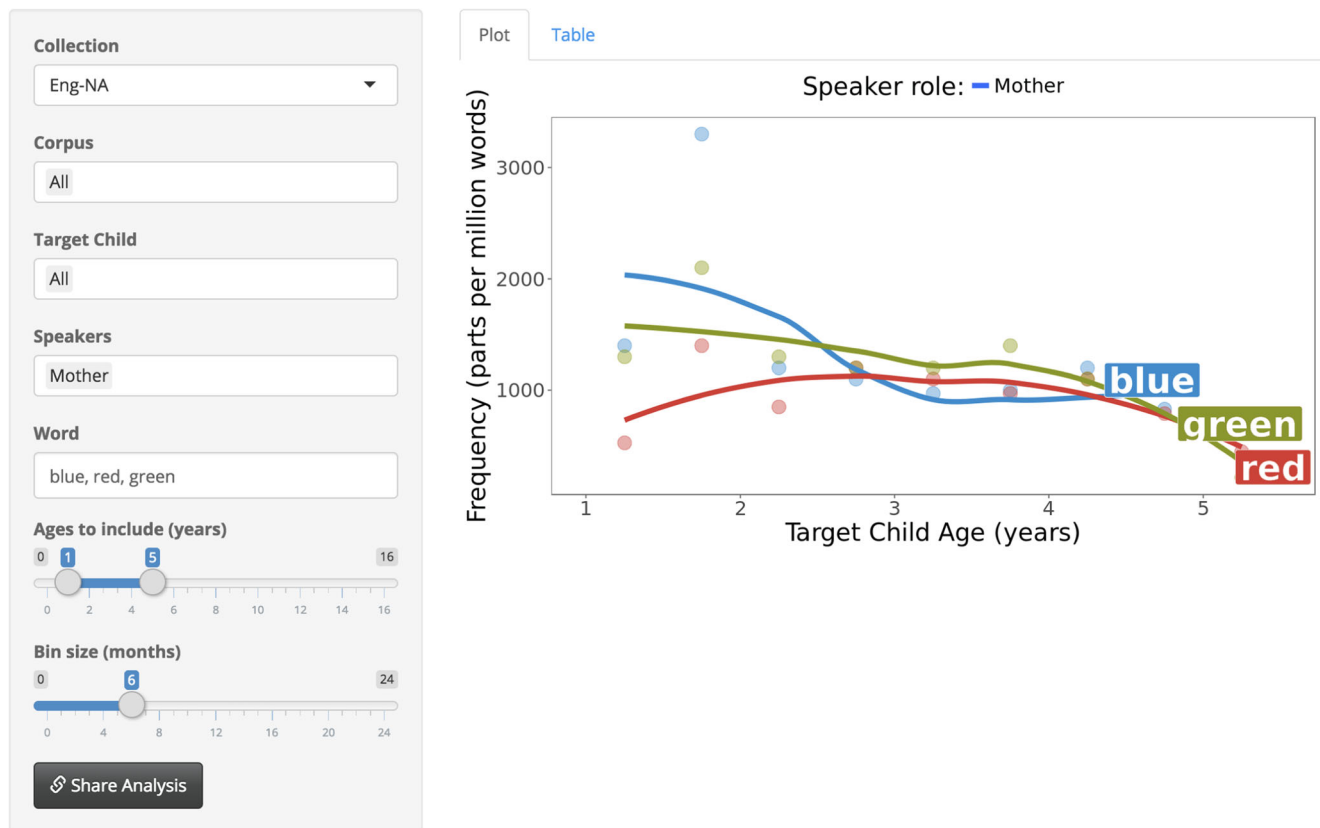 Collection
Eng-NA
Corpus
All
Target Child
All
Speakers
Mother
Word
blue, red, green
Ages to include (years)
0 1 5 16
0 2 4 6 8 10 12 14 16
Bin size (months)
0 6 24
0 4 8 12 16 20 24
Share Analysis
Plot Table
Speaker role: Mother
Frequency (parts per million words)
3000
2000
1000
blue
green
red
1 2 3 4 5
Target Child Age (years)